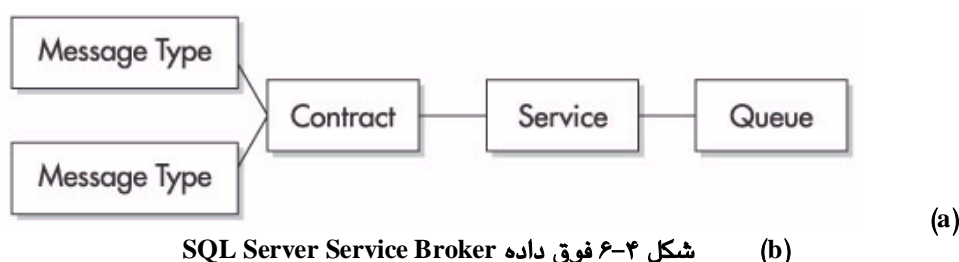 Message Type
Message Type
Contract
Service
Queue
(a)
(b) شکل ۴-۶ فوق داده SQL Server Service Broker